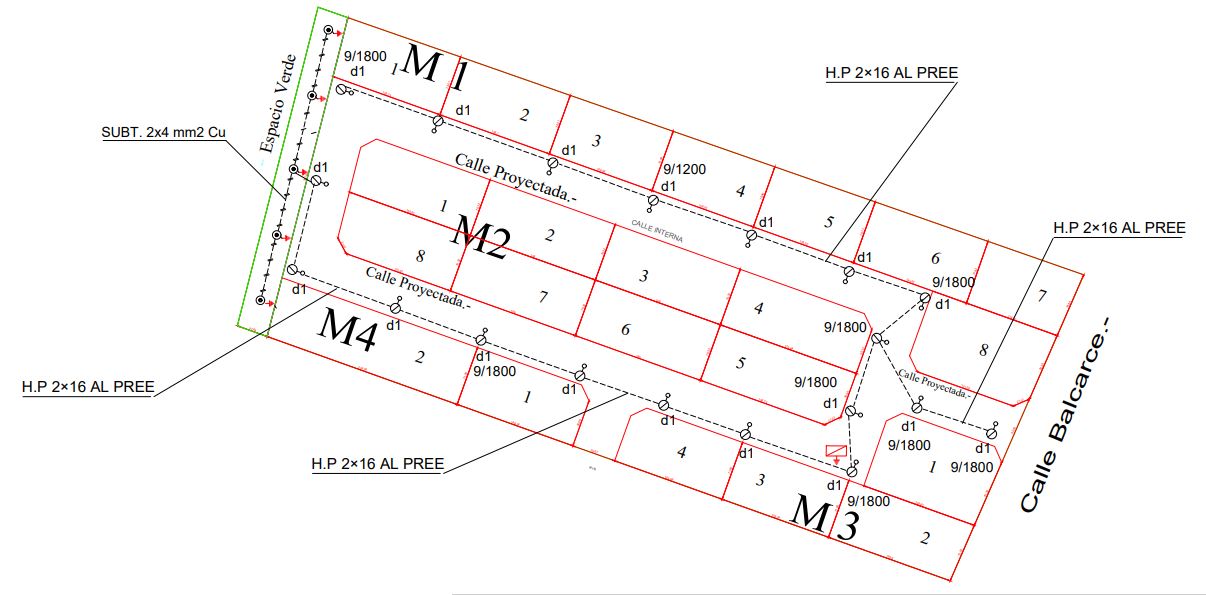 M 1
9/1800
d1
1
H.P 2×16 AL PREE
Espacio Verde
d1
2
SUBT. 2x4 mm2 Cu
3
d1
Calle Proyectada.-
9/1200
d1
4
d1
1
M2
2
CALLE INTERNA
d1
5
H.P 2×16 AL PREE
8
3
d1
6
9/1800
d1
Calle Proyectada.-
7
4
7
d1
M4
d1
6
9/1800
8
2
d1
9/1800
5
9/1800
Calle Proyectada.-
H.P 2×16 AL PREE
1
d1
d1
d1
d1
Calle Balcarce.-
H.P 2×16 AL PREE
4
d1
9/1800
d1
1
9/1800
3
d1
M 3
9/1800
2